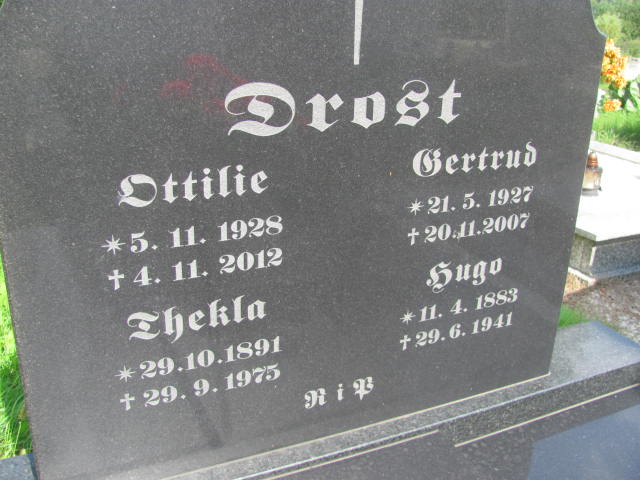 Drost
Ottilie
* 5. 11. 1928
† 4. 11. 2012
Thekla
* 29.10.1891
† 29. 9. 1975
Gertrud
* 21. 5. 1927
† 20.11.2007
Hugo
* 11. 4. 1883
† 29. 6. 1941
R i P